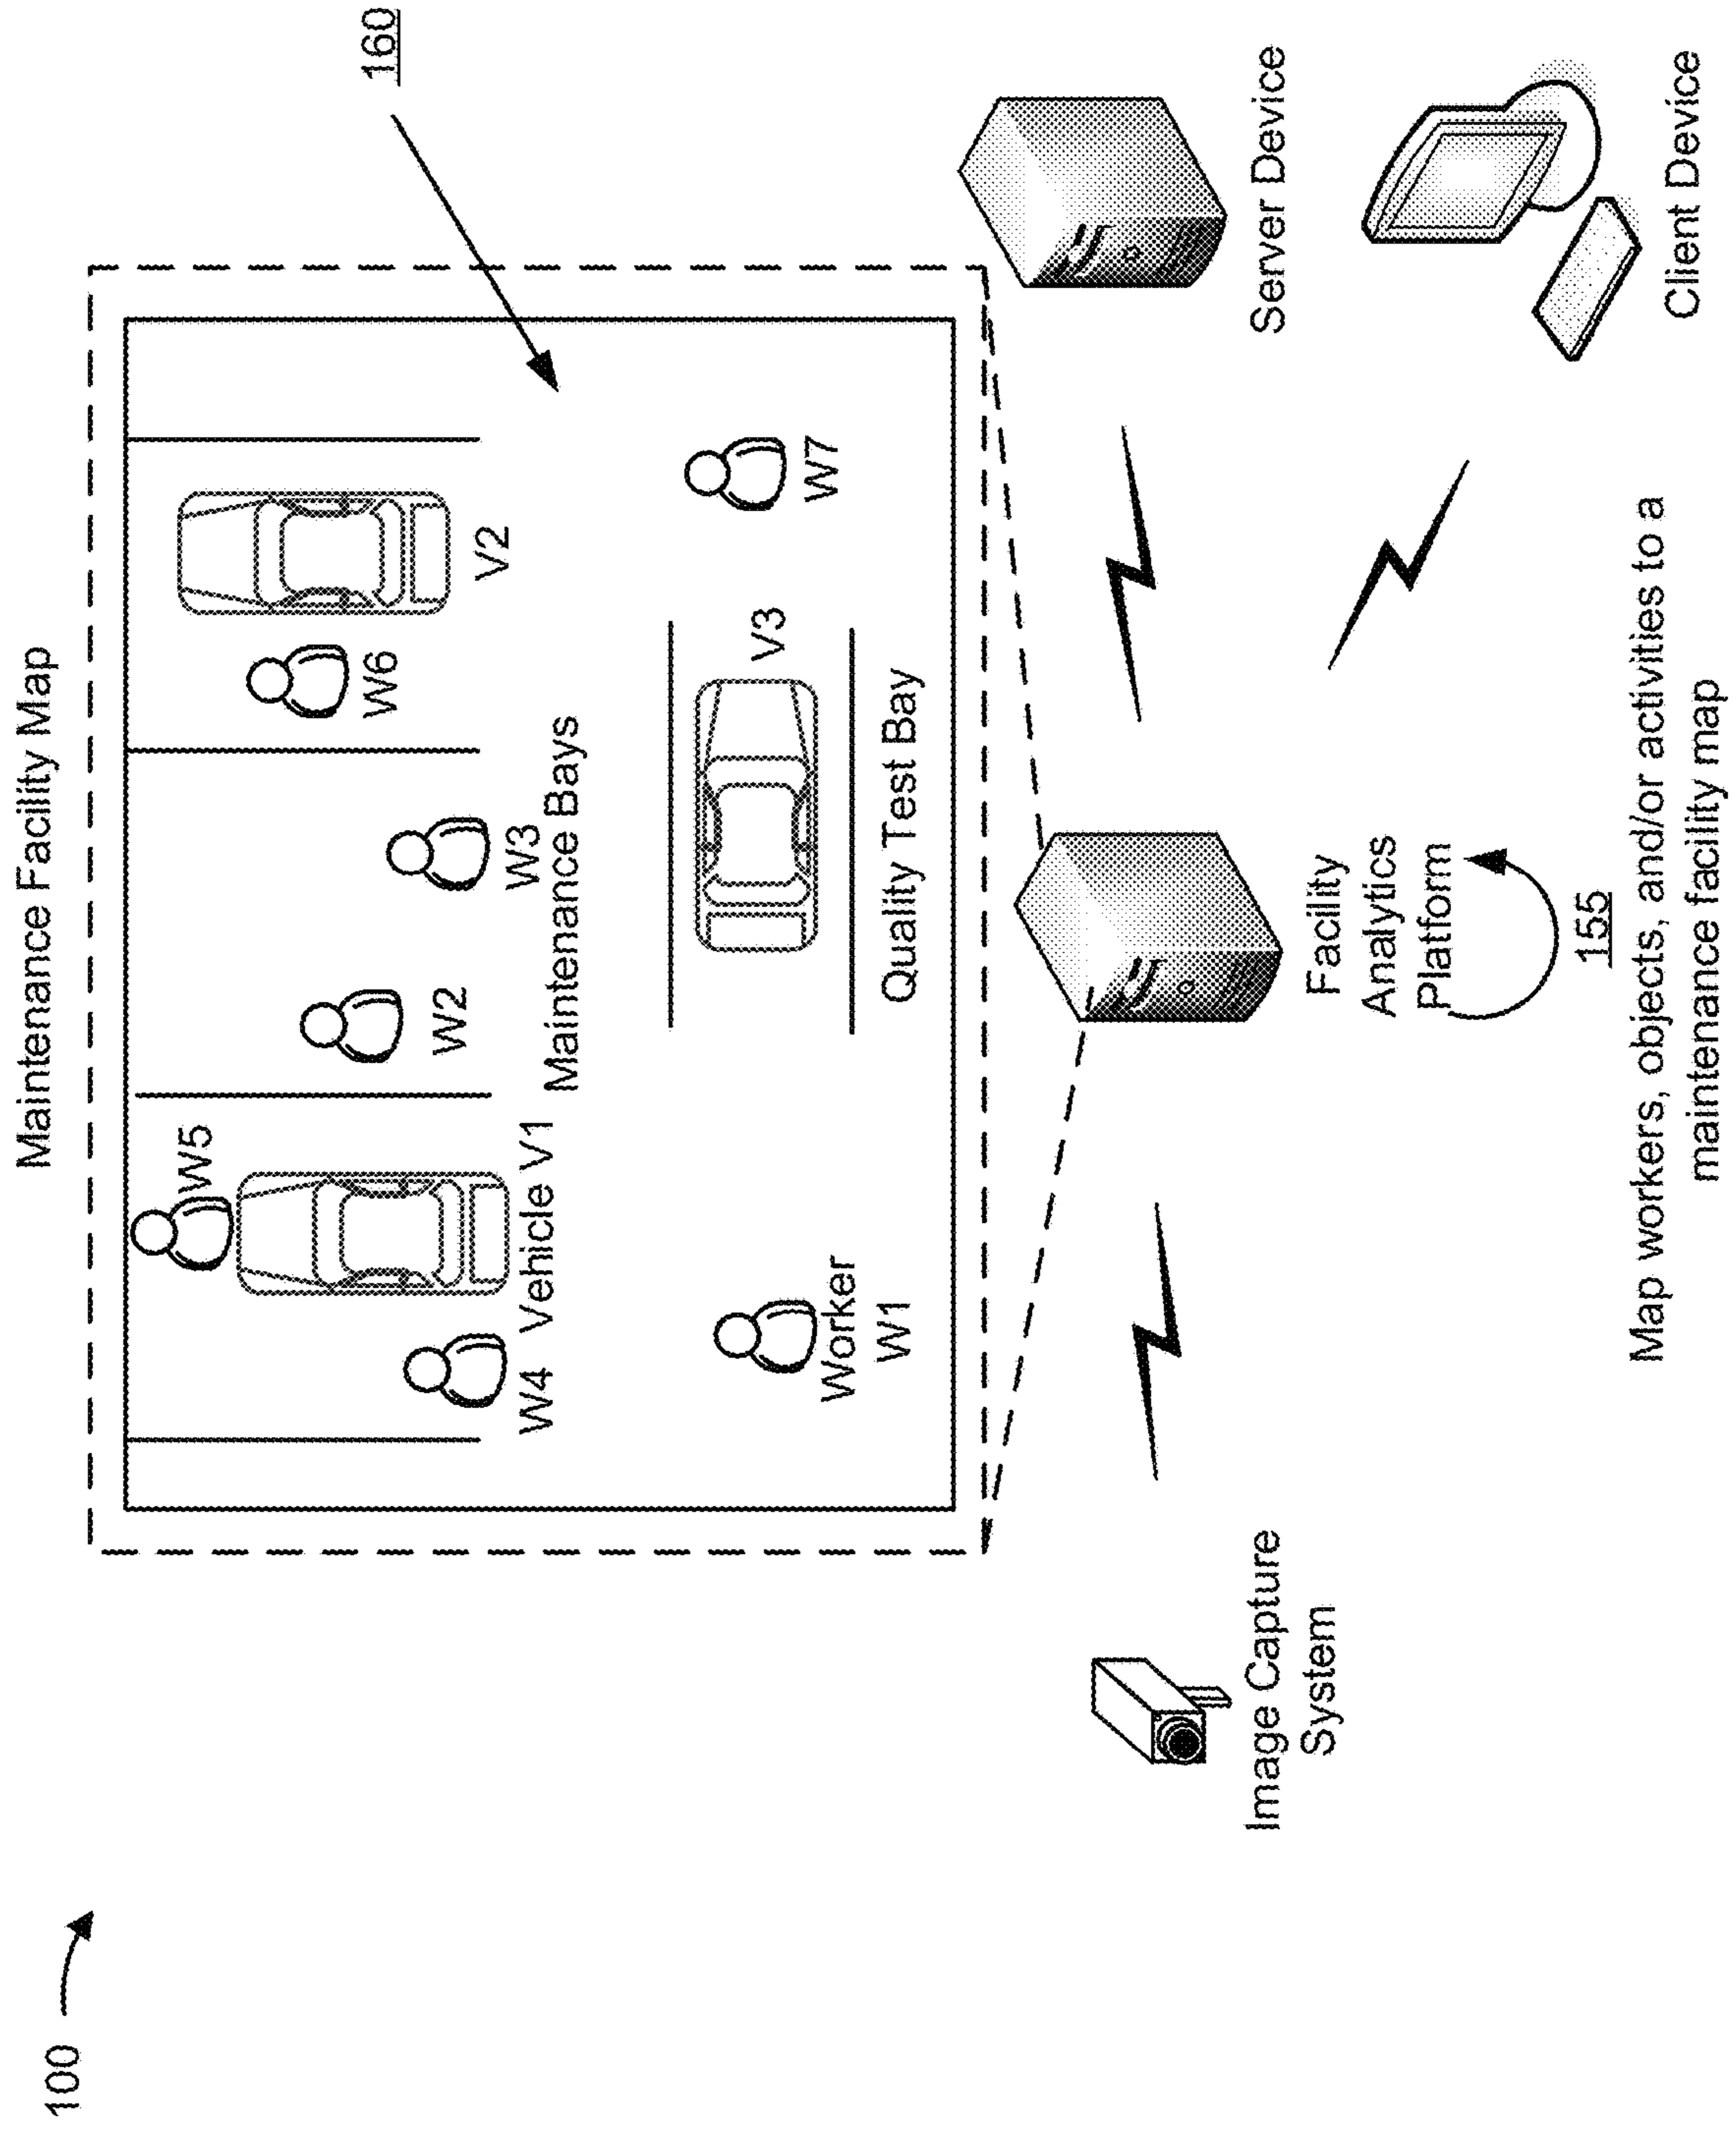 100
Maintenance Facility Map
160
W5
W6
V2
W2
W3
W4
Vehicle V1
Maintenance Bays
W7
V3
Worker
W1
Quality Test Bay
Image Capture
System
Facility
Analytics
Platform
Server Device
155
Client Device
Map workers, objects, and/or activities to a
maintenance facility map